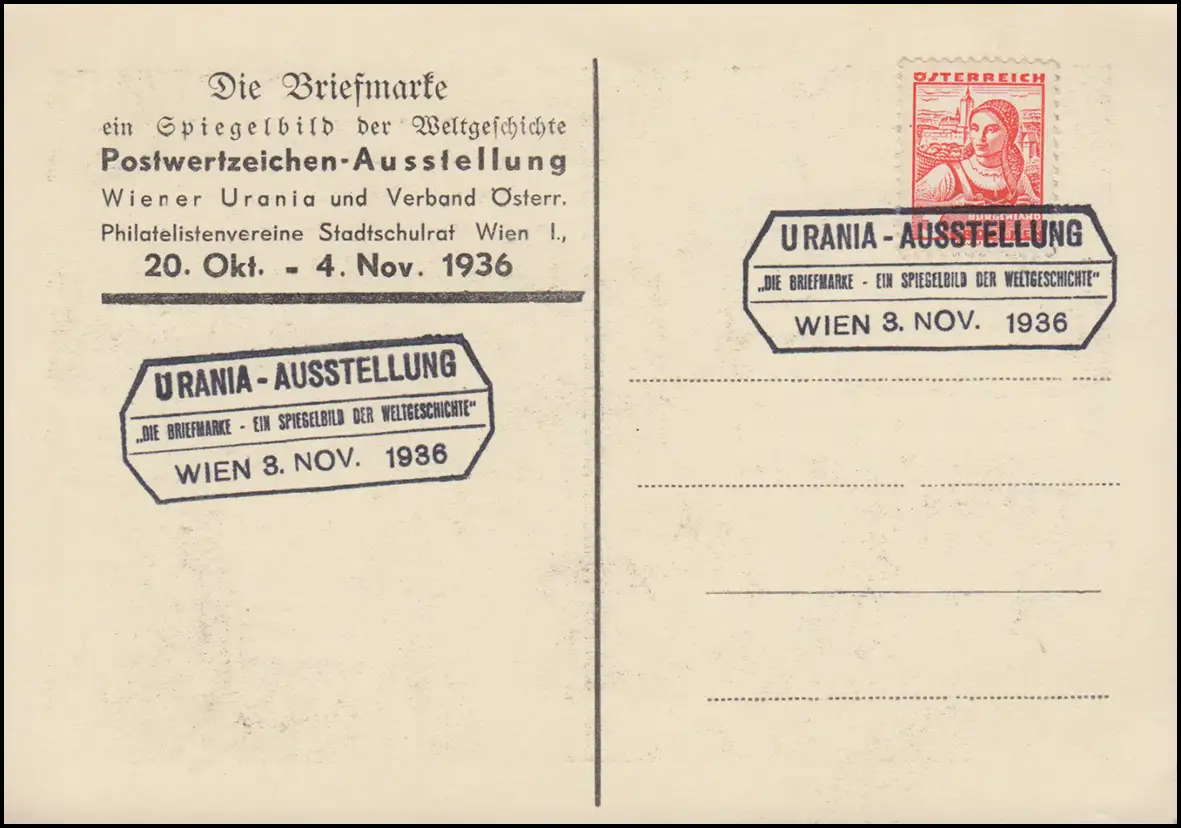 Die Briefmarke
ein Spiegelbild der Weltgeschichte
Postwertzeichen-Ausstellung
Wiener Urania und Verband Österr.
Philatelistenvereine Stadtschulrat Wien I.,
20. Okt. - 4. Nov. 1936
URANIA-AUSSTELLUNG
„DIE BRIEFMARKE - EIN SPIEGELBILD DER WELTGESCHICHTE"
WIEN 3. NOV. 1936
ÖSTERREICH
BURGENLAND
URANIA-AUSSTELLUNG
„DIE BRIEFMARKE - EIN SPIEGELBILD DER WELTGESCHICHTE"
WIEN 3. NOV. 1936